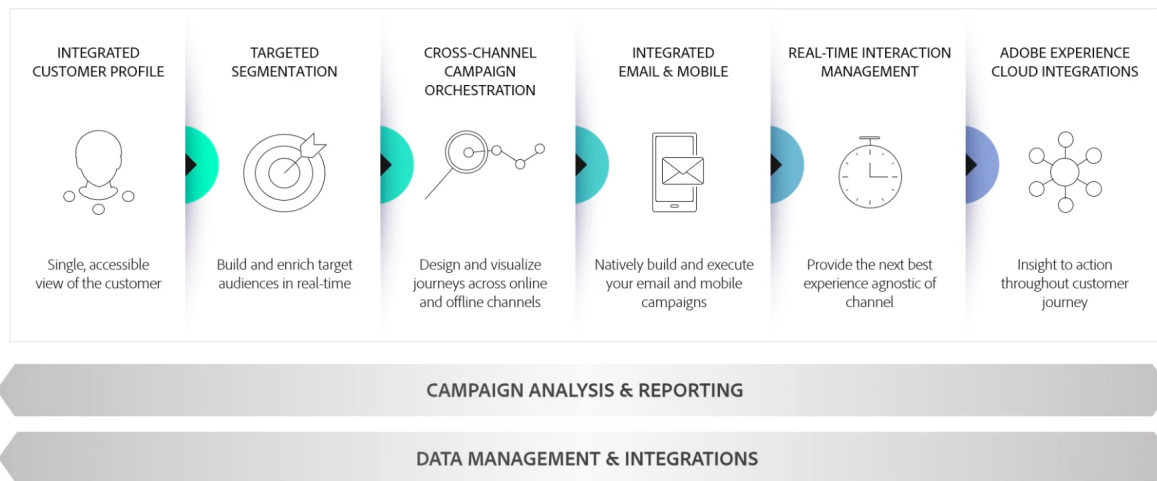 INTEGRATED
CUSTOMER PROFILE
Single, accessible
view of the customer
TARGETED
SEGMENTATION
Build and enrich target
audiences in real-time
CROSS-CHANNEL
CAMPAIGN
ORCHESTRATION
Design and visualize
journeys across online
and offline channels
INTEGRATED
EMAIL & MOBILE
Natively build and execute
your email and mobile
campaigns
REAL-TIME INTERACTION
MANAGEMENT
Provide the next best
experience agnostic of
channel
ADOBE EXPERIENCE
CLOUD INTEGRATIONS
Insight to action
throughout customer
journey
CAMPAIGN ANALYSIS & REPORTING
DATA MANAGEMENT & INTEGRATIONS